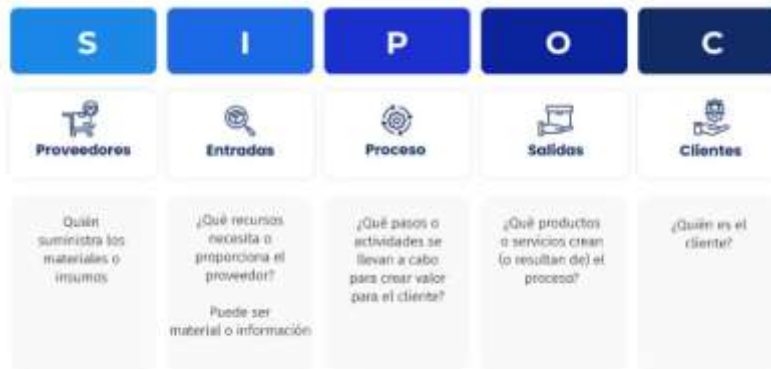 S
I
P
O
C
Proveedores
Entradas
Proceso
Salidas
Clientes
Quién
suministra los
materiales o
insumos
¿Qué recursos
necesita o
proporciona el
proveedor?
Puede ser
material o información
¿Qué pasos o
actividades se
llevan a cabo
para crear valor
para el cliente?
¿Qué productos
o servicios crean
(o resultan de) el
proceso?
¿Quién es el
cliente?